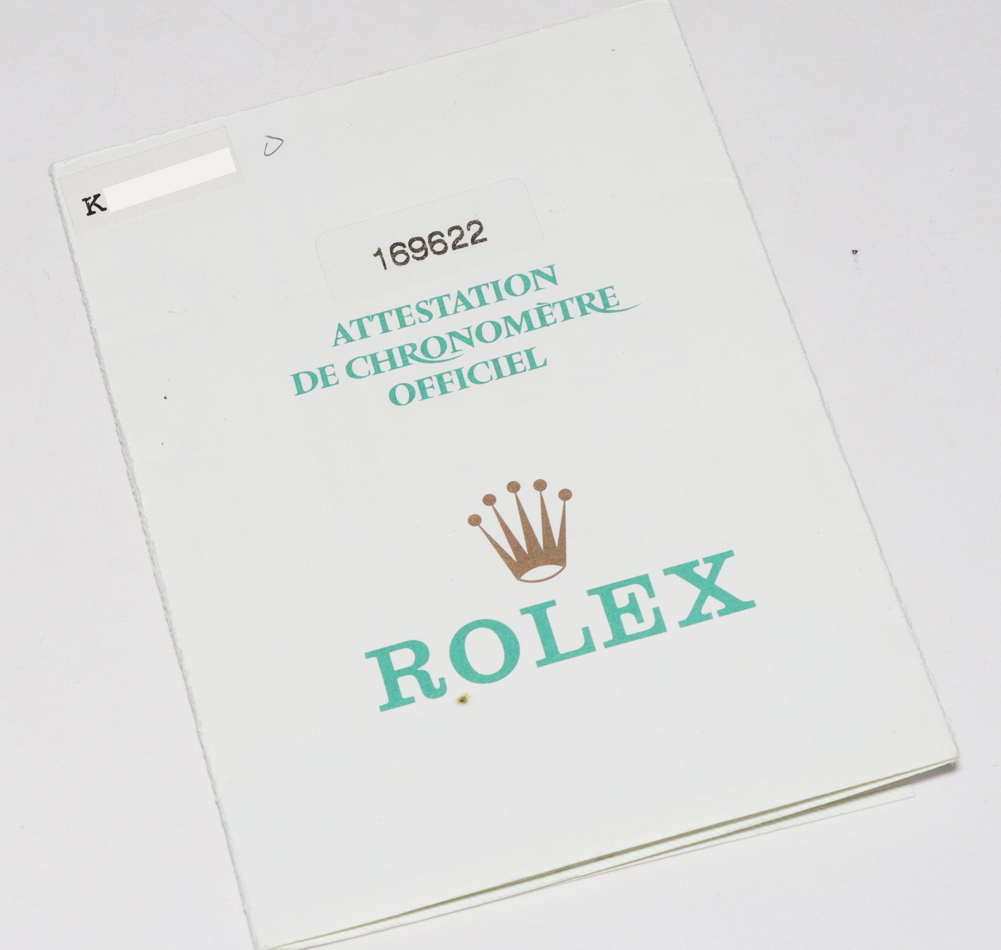 K
169622
ATTESTATION
DE CHRONOMÈTRE
OFFICIEL
ROLEX